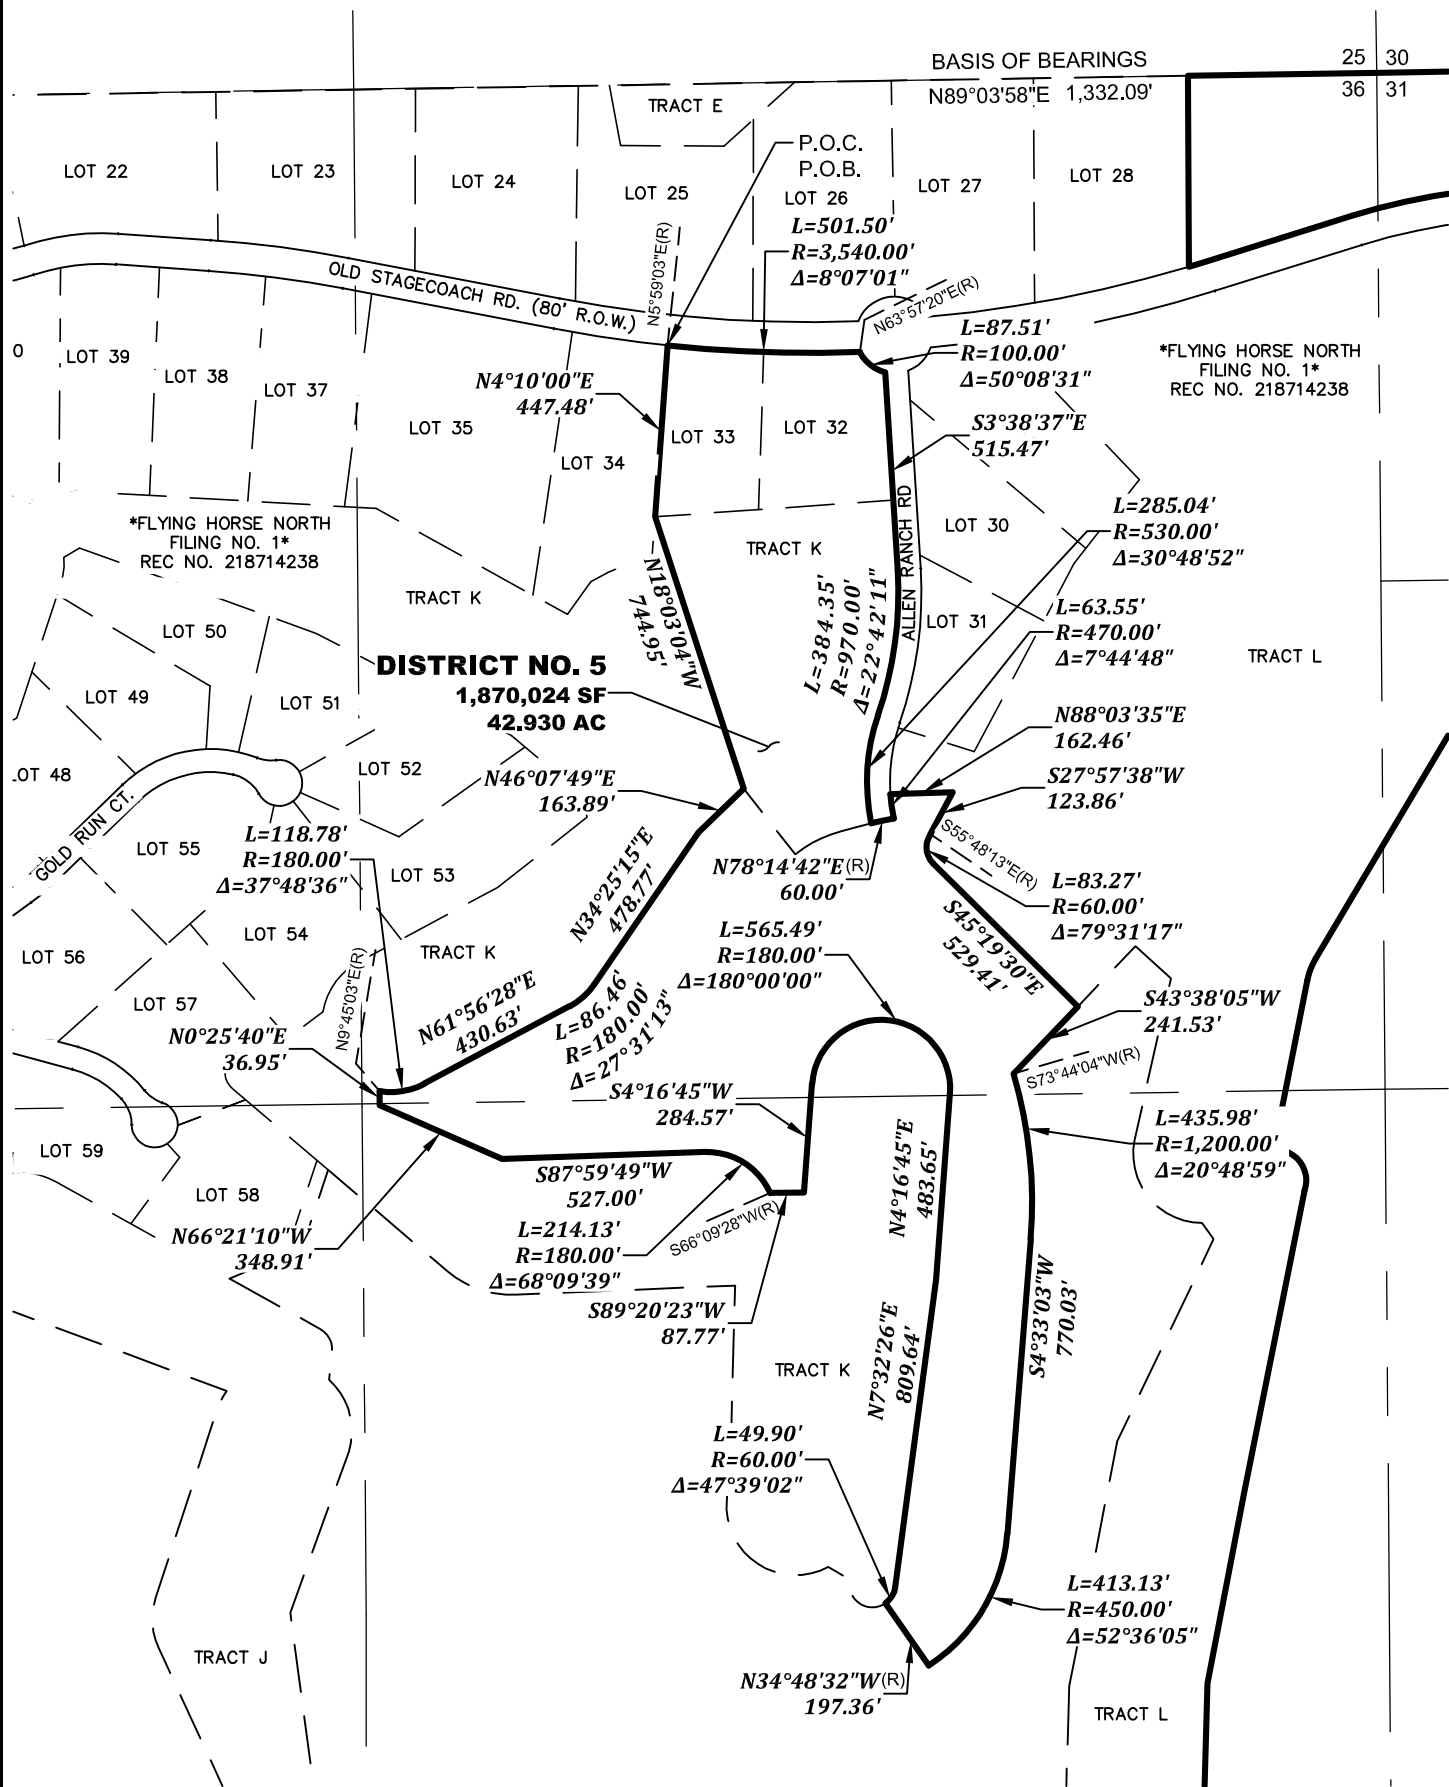 BASIS OF BEARINGS
N89°03'58"E 1,332.09'
25 30
36 31
TRACT E
P.O.C.
P.O.B.
LOT 22
LOT 23
LOT 24
LOT 25
LOT 26
LOT 27
LOT 28
L=501.50'
R=3,540.00'
Δ=8°07'01"
N5°59'03"E(R)
OLD STAGECOACH RD. (80' R.O.W.)
N63°57'20"E(R)
L=87.51'
R=100.00'
Δ=50°08'31"
*FLYING HORSE NORTH
FILING NO. 1*
REC NO. 218714238
0
LOT 39
LOT 38
LOT 37
LOT 35
LOT 34
N4°10'00"E
447.48'
LOT 33
LOT 32
S3°38'37"E
515.47'
*FLYING HORSE NORTH
FILING NO. 1*
REC NO. 218714238
TRACT K
TRACT K
ALLEN RANCH RD
LOT 30
L=285.04'
R=530.00'
Δ=30°48'52"
N18°03'04"W
744.95'
L=384.35'
R=970.00'
Δ=22°42'11"
LOT 31
L=63.55'
R=470.00'
Δ=7°44'48"
TRACT L
LOT 50
LOT 49
LOT 51
DISTRICT NO. 5
1,870,024 SF
42.930 AC
N88°03'35"E
162.46'
.OT 48
LOT 52
N46°07'49"E
163.89'
S27°57'38"W
123.86'
GOLD RUN CT.
LOT 55
L=118.78'
R=180.00'
Δ=37°48'36"
LOT 53
N34°25'15"E
478.77'
N78°14'42"E(R)
60.00'
S55°48'13"E(R)
L=83.27'
R=60.00'
Δ=79°31'17"
LOT 56
LOT 54
TRACT K
L=565.49'
R=180.00'
Δ=180°00'00"
S45°19'30"E
529.41'
LOT 57
N9°45'03"E(R)
N61°56'28"E
430.63'
L=86.46'
R=180.00'
Δ=27°31'13"
N0°25'40"E
36.95'
S43°38'05"W
241.53'
S73°44'04"W(R)
S4°16'45"W
284.57'
LOT 59
LOT 58
S87°59'49"W
527.00'
N4°16'45"E
483.65'
L=435.98'
R=1,200.00'
Δ=20°48'59"
N66°21'10"W
348.91'
L=214.13'
R=180.00'
Δ=68°09'39"
S66°09'28"W(R)
S89°20'23"W
87.77'
S4°33'03"W
770.03'
N7°32'26"E
809.64'
TRACT K
L=49.90'
R=60.00'
Δ=47°39'02"
L=413.13'
R=450.00'
Δ=52°36'05"
TRACT J
N34°48'32"W(R)
197.36'
TRACT L